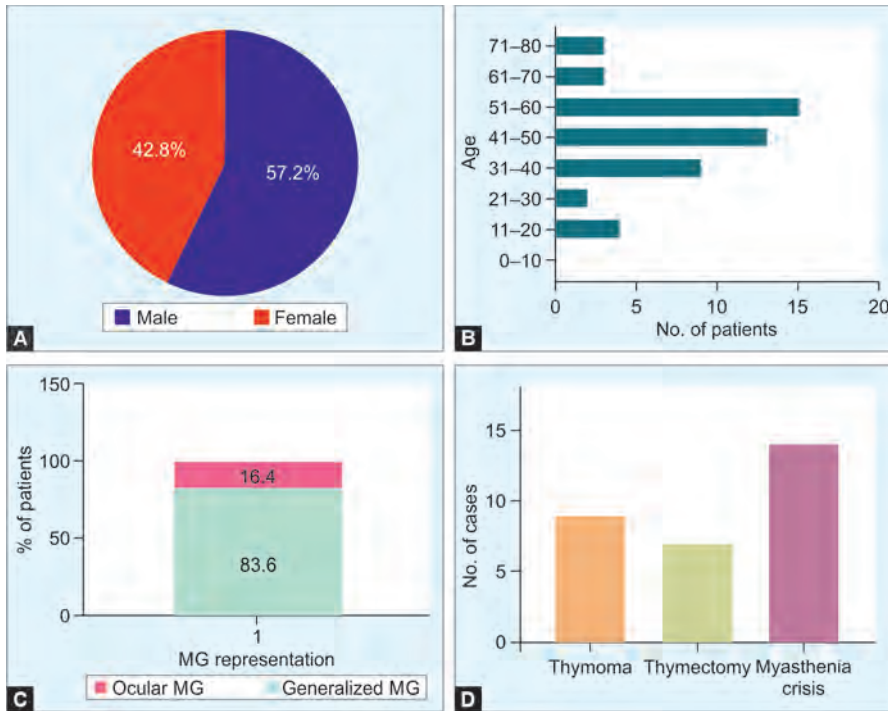 42.8%
57.2%
Male
Female
A
Age
71–80
61–70
51–60
41–50
31–40
21–30
11–20
0–10
0
5
10
15
20
No. of patients
B
% of patients
150
100
50
0
16.4
83.6
1
MG representation
Ocular MG
Generalized MG
C
No. of cases
15
10
5
0
Thymoma
Thymectomy
Myasthenia
crisis
D